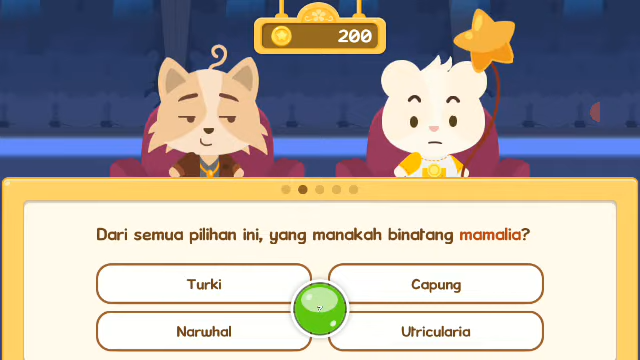 200
Dari semua pilihan ini, yang manakah binatang mamalia?
Turki
Capung
Narwhal
Utricularia